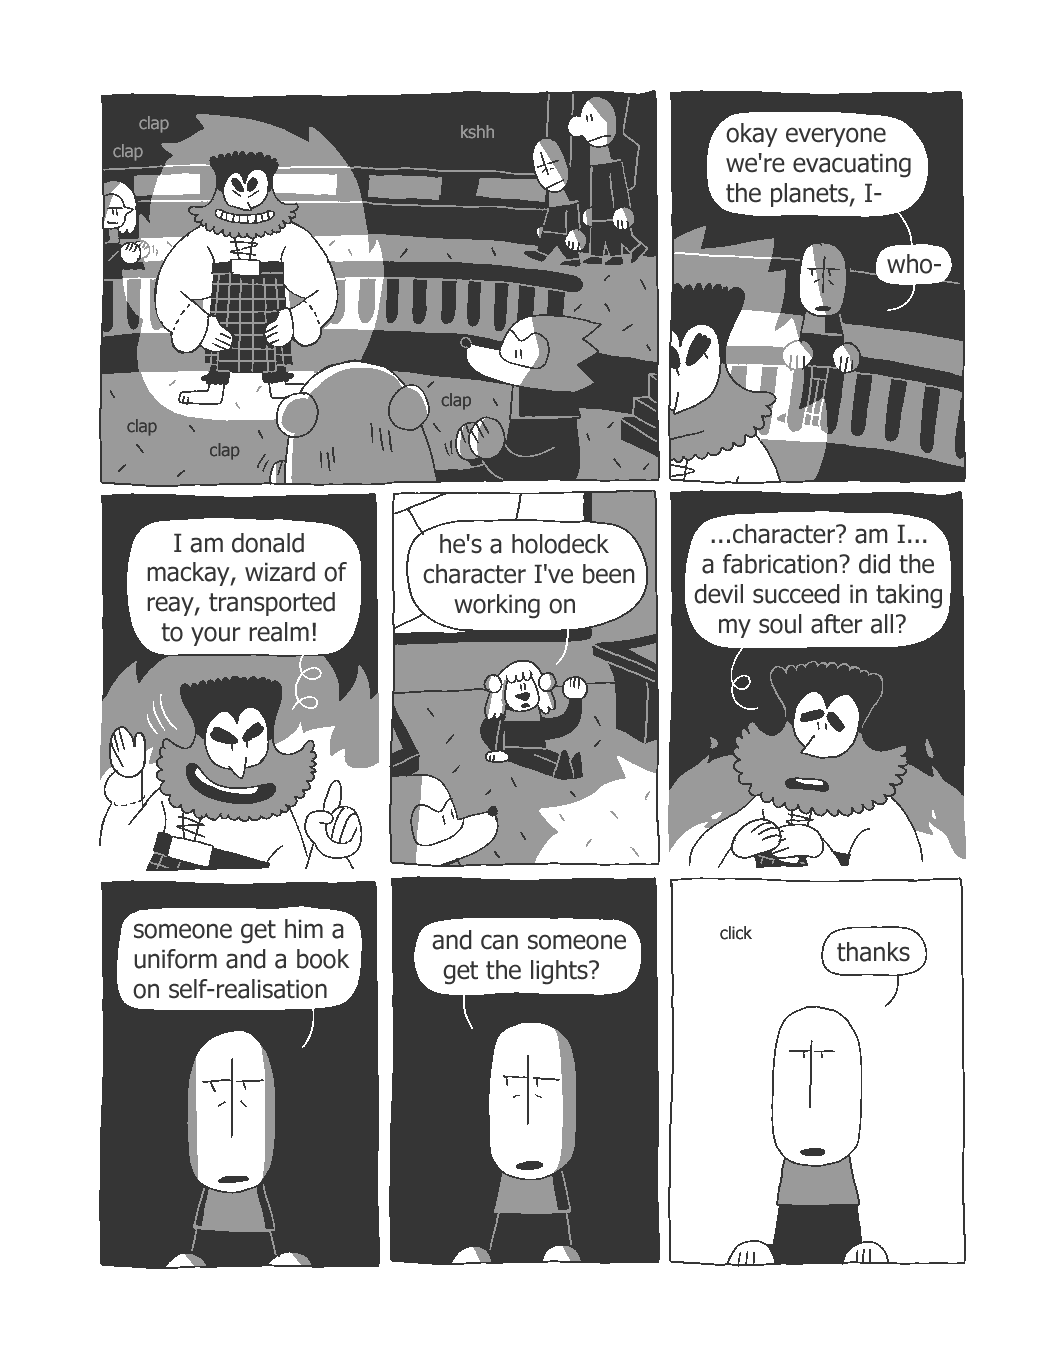 clap
clap
kshh
clap
clap
clap
okay everyone
we're evacuating
the planets, I-
who-
I am donald
mackay, wizard of
reay, transported
to your realm!
he's a holodeck
character I've been
working on
...character? am I...
a fabrication? did the
devil succeed in taking
my soul after all?
someone get him a
uniform and a book
on self-realisation
and can someone
get the lights?
click
thanks